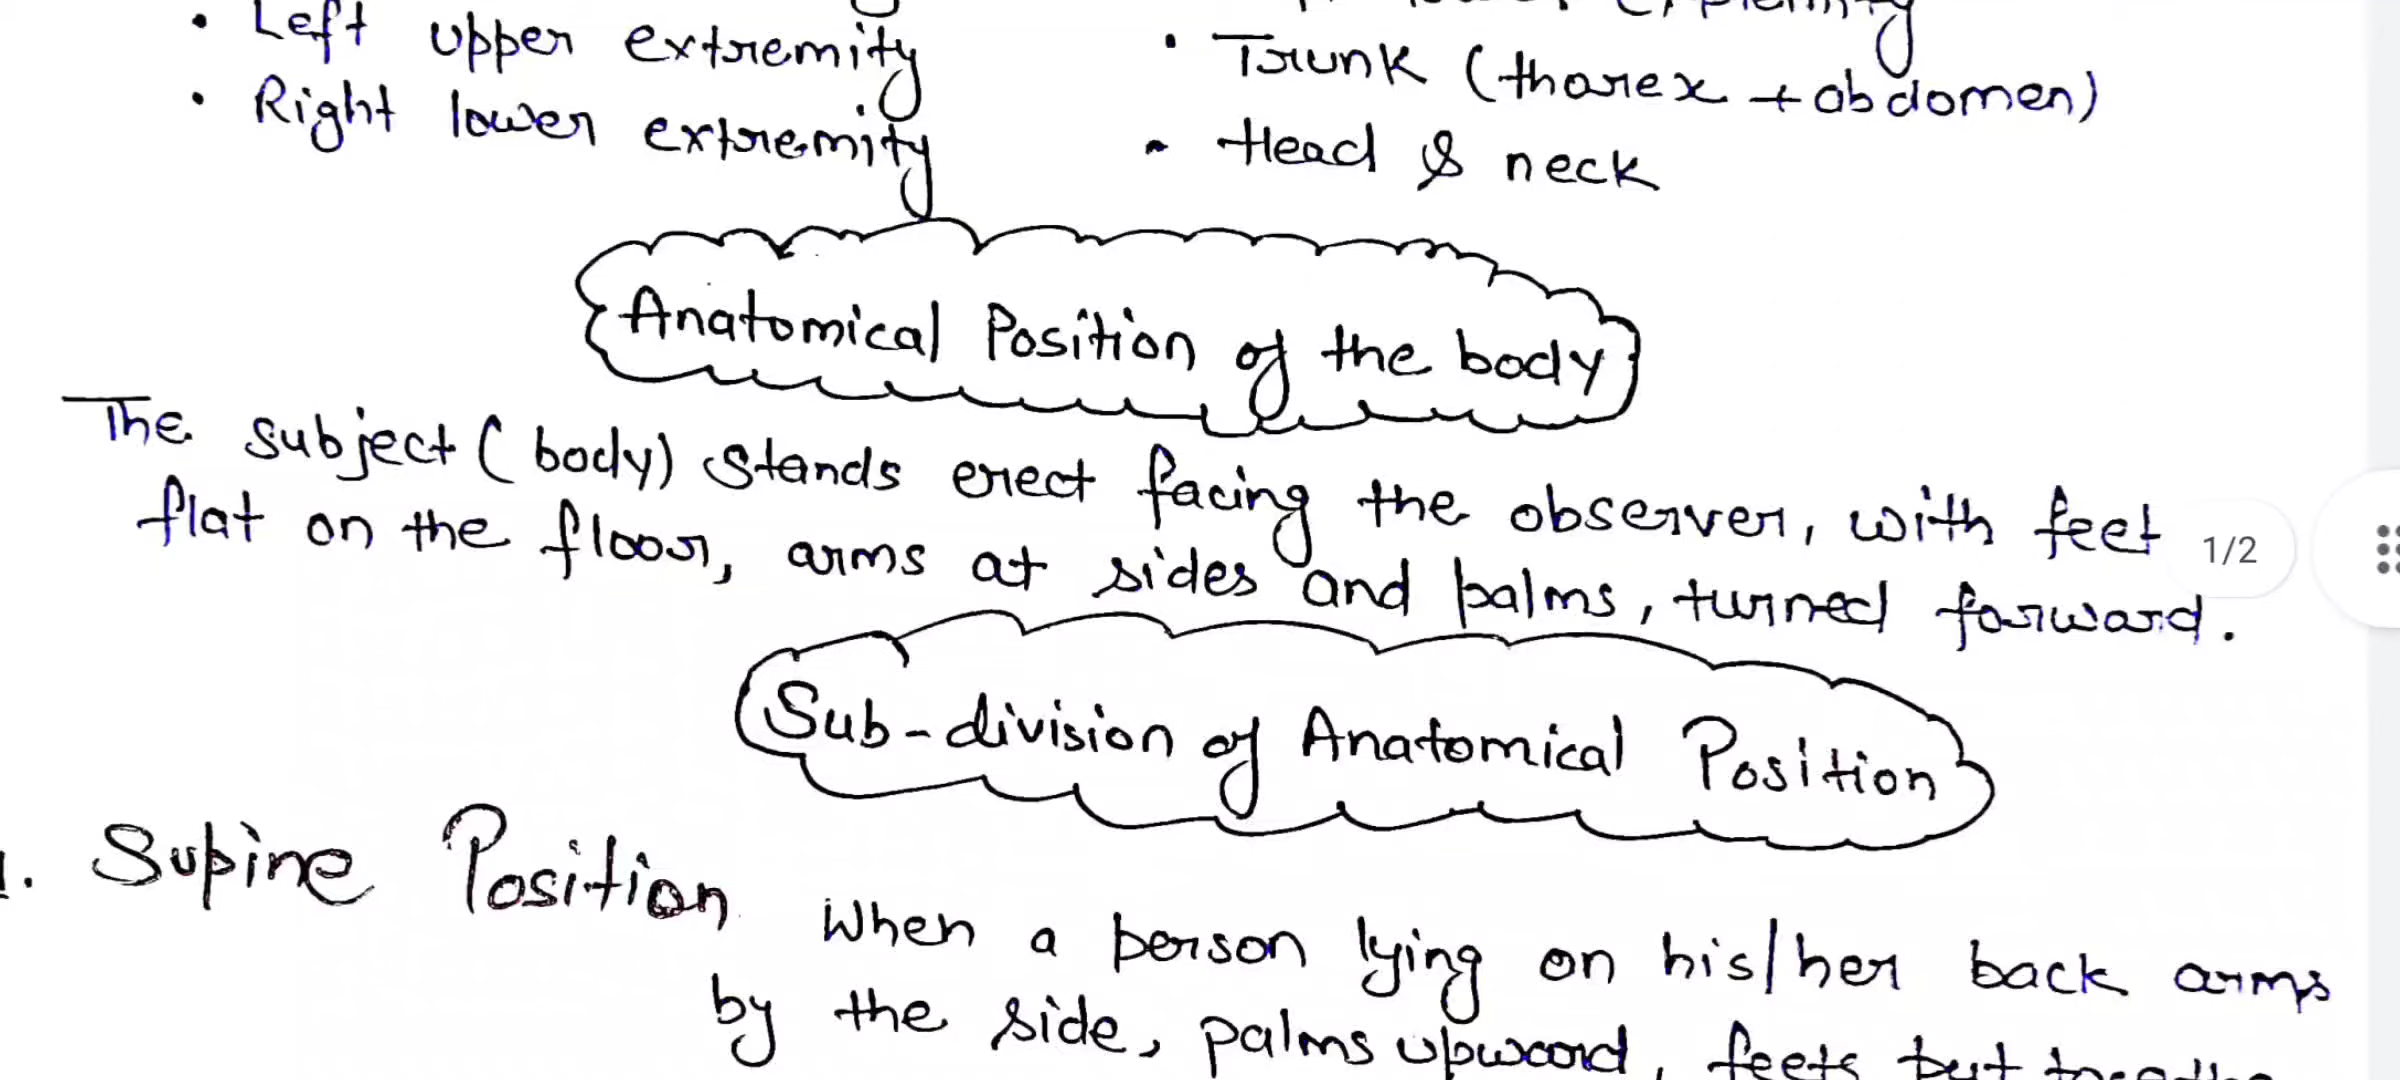 • Left upper extremity
• Right lower extremity
• Trunk (thorex + abdomen)
• Head & neck
Anatomical Position of the body
The subject (body) stands erect facing the observer, with feet
flat on the floor, arms at sides and palms, turned forward.
1/2
Sub-division of Anatomical Position
1. Supine Position
When a person lying on his/her back arms
by the side, palms upward, feets put